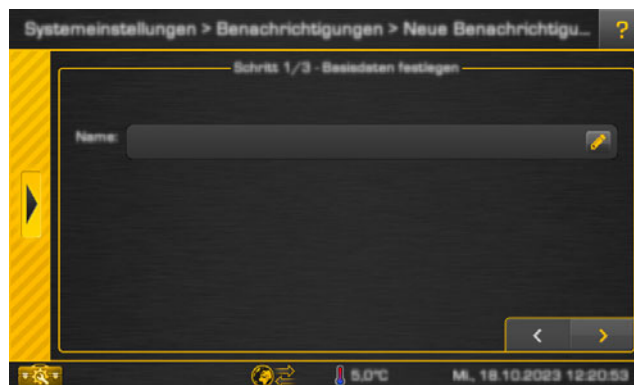 Systemeinstellungen > Benachrichtigungen > Neue Benachrichtigu... ?
Schritt 1/3 - Basisdaten festlegen
Name:
< >
5,0°C Mi., 18.10.2023 12:20:53